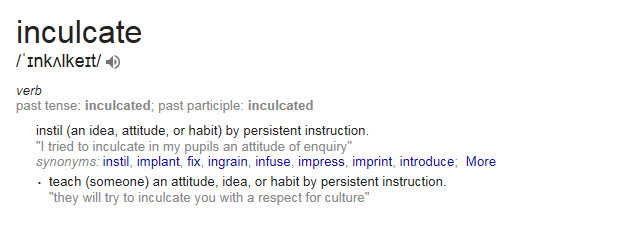 inculcate
/ˈɪnkʌlkeɪt/
verb
past tense: inculcated; past participle: inculcated
instil (an idea, attitude, or habit) by persistent instruction.
"I tried to inculcate in my pupils an attitude of enquiry"
synonyms: instil, implant, fix, ingrain, infuse, impress, imprint, introduce; More
· teach (someone) an attitude, idea, or habit by persistent instruction.
"they will try to inculcate you with a respect for culture"